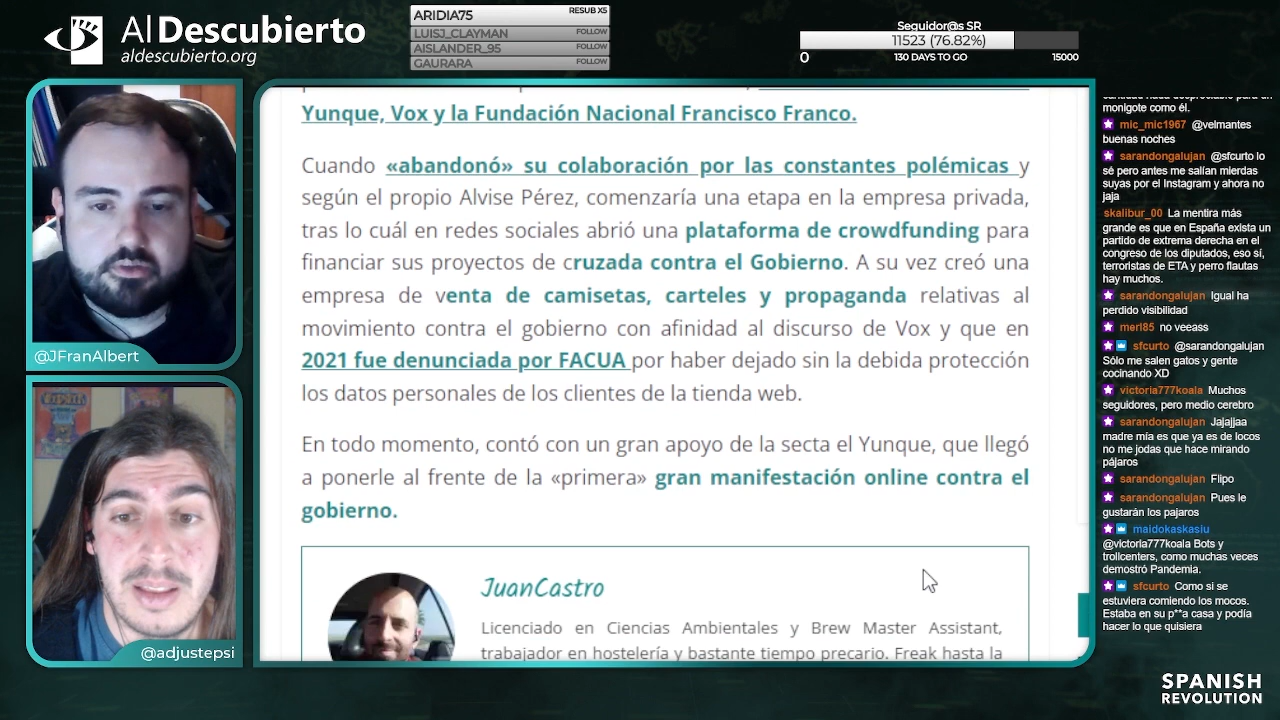 Al Descubierto
aldescubierto.org
ARIDIA75 RESUB X5
LUISJ_CLAYMAN FOLLOW
AISLANDER_95 FOLLOW
GAURARA FOLLOW
Seguidor@s SR
11523 (76.82%)
0 130 DAYS TO GO 15000
@JFranAlbert
@adjustepsi
Yunque, Vox y la Fundación Nacional Francisco Franco.
Cuando «abandonó» su colaboración por las constantes polémicas y
según el propio Alvise Pérez, comenzaría una etapa en la empresa privada,
tras lo cuál en redes sociales abrió una plataforma de crowdfunding para
financiar sus proyectos de cruzada contra el Gobierno. A su vez creó una
empresa de venta de camisetas, carteles y propaganda relativas al
movimiento contra el gobierno con afinidad al discurso de Vox y que en
2021 fue denunciada por FACUA por haber dejado sin la debida protección
los datos personales de los clientes de la tienda web.
En todo momento, contó con un gran apoyo de la secta el Yunque, que llegó
a ponerle al frente de la «primera» gran manifestación online contra el
gobierno.
JuanCastro
Licenciado en Ciencias Ambientales y Brew Master Assistant,
trabajador en hostelería y bastante tiempo precario. Freak hasta la
monigote como él.
mic_mic1967 @velmantes
buenas noches
sarandongalujan @sfcurto lo
sé pero antes me salían mierdas
suyas por el Instagram y ahora no
jaja
skalibur_00 La mentira más
grande es que en España exista un
partido de extrema derecha en el
congreso de los diputados, eso sí,
terroristas de ETA y perro flautas
hay muchos.
sarandongalujan Igual ha
perdido visibilidad
merl85 no veeass
sfcurto @sarandongalujan
Sólo me salen gatos y gente
cocinando XD
victoria777koala Muchos
seguidores, pero medio cerebro
sarandongalujan Jajajjaa
madre mía es que ya es de locos
no me jodas que hace mirando
pájaros
sarandongalujan Flipo
sarandongalujan Pues le
gustarán los pajaros
maidokaskasiu
@victoria777koala Bots y
trollcenters, como muchas veces
demostró Pandemia.
sfcurto Como si se
estuviera comiendo los mocos.
Estaba en su p**a casa y podía
hacer lo que quisiera
SPANISH
REVOLUTION